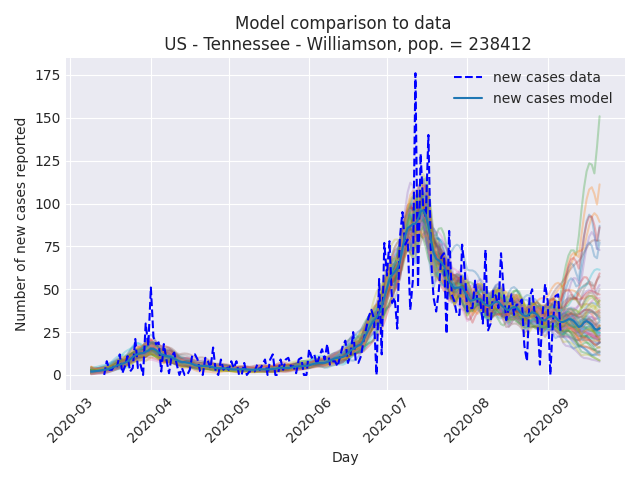 Model comparison to data
US - Tennessee - Williamson, pop. = 238412
new cases data
new cases model
Number of new cases reported
175
150
125
100
75
50
25
0
2020-03
2020-04
2020-05
2020-06
2020-07
2020-08
2020-09
Day